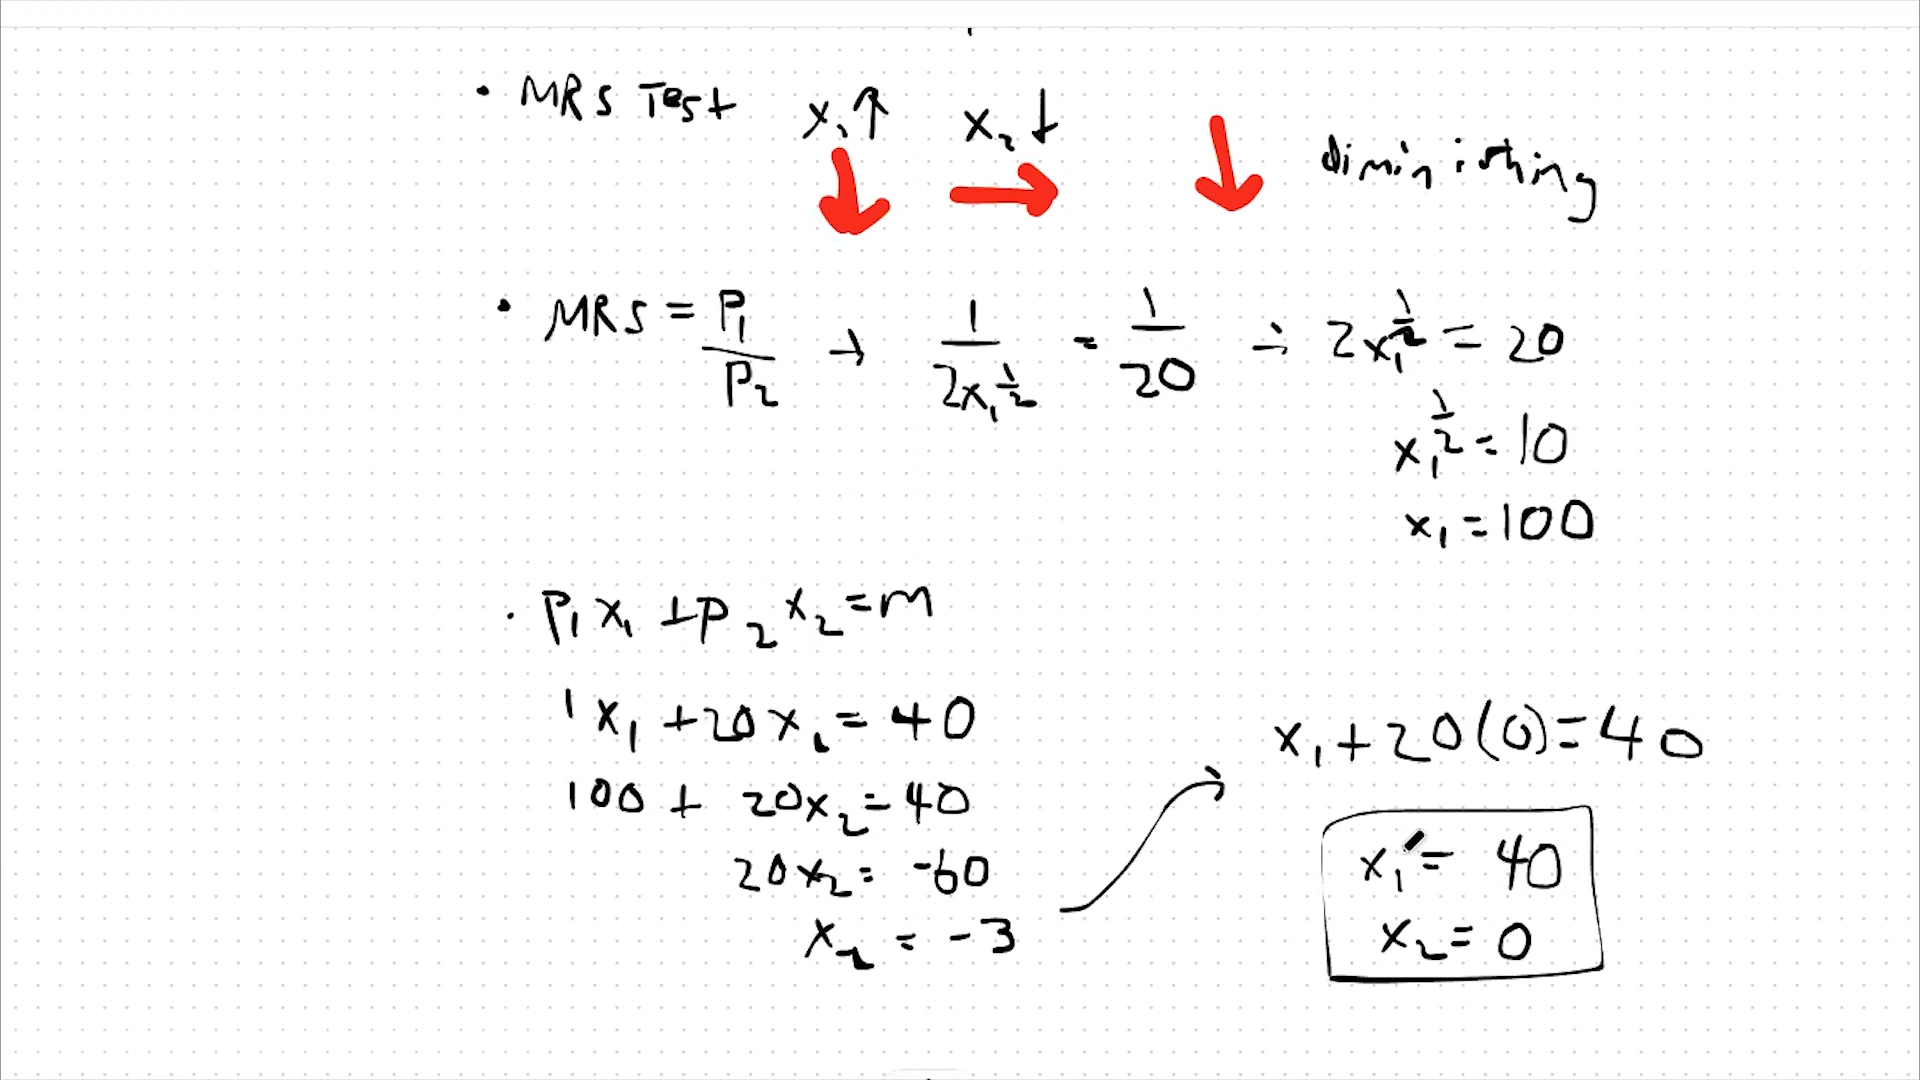 • MRS Test x₁↑ x₂↓ diminishing
• MRS = P₁/P₂ → 1/(2x₁^½) = 1/20 ÷ 2x₁^½ = 20
x₁^½ = 10
x₁ = 100
• P₁x₁ + P₂x₂ = m
1x₁ + 20x₂ = 40
100 + 20x₂ = 40
20x₂ = -60
x₂ = -3
x₁ + 20(0) = 40
x₁ = 40
x₂ = 0